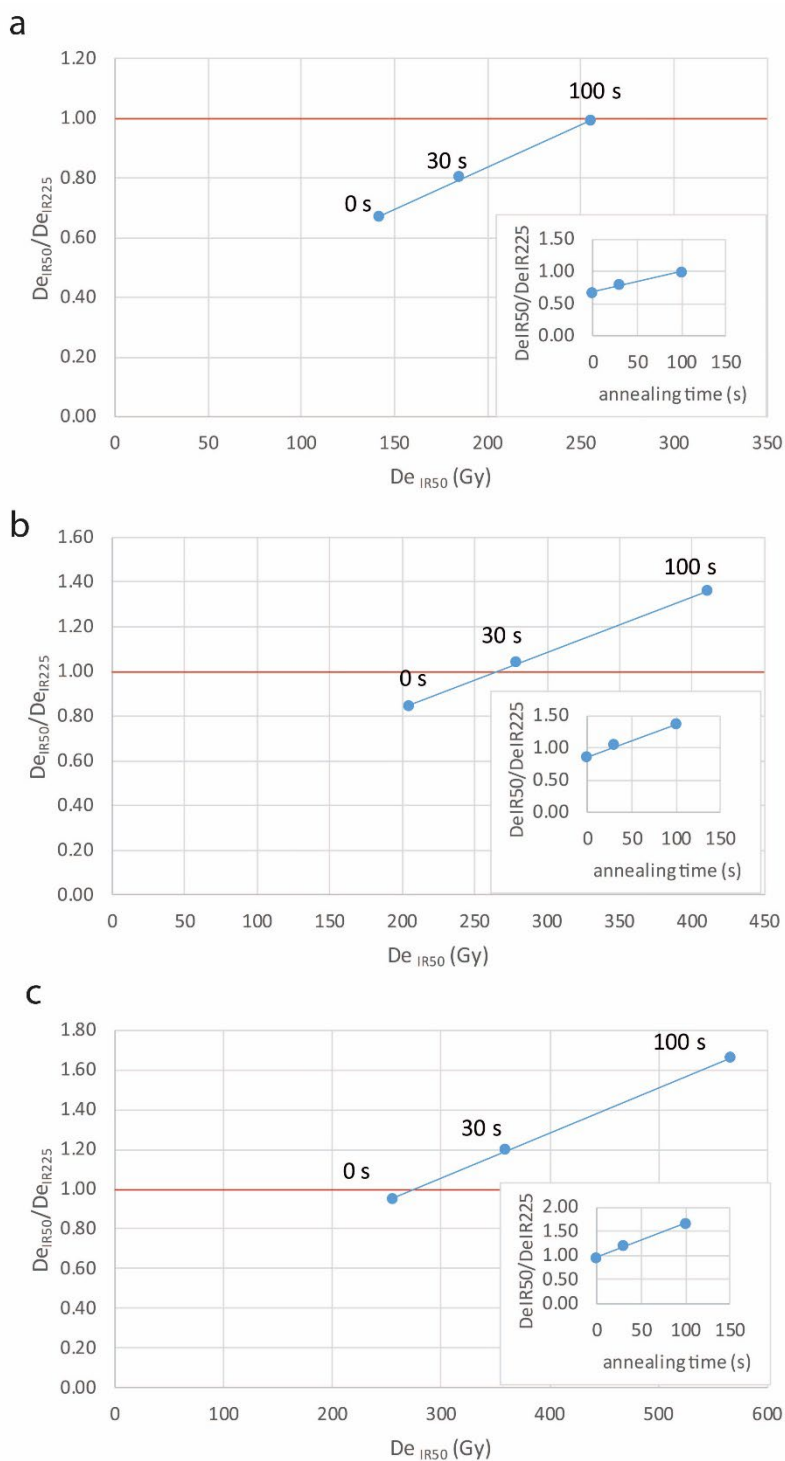 a
1.20
1.00
0.80
0.60
0.40
0.20
0.00
DeIR50/DeIR225
0 s
30 s
100 s
0 50 100 150 200 250 300 350
De IR50 (Gy)
1.50
1.00
0.50
0.00
DeIR50/DeIR225
0 50 100 150
annealing time (s)
b
1.60
1.40
1.20
1.00
0.80
0.60
0.40
0.20
0.00
DeIR50/DeIR225
0 s
30 s
100 s
0 50 100 150 200 250 300 350 400 450
De IR50 (Gy)
1.50
1.00
0.50
0.00
DeIR50/DeIR225
0 50 100 150
annealing time (s)
c
1.80
1.60
1.40
1.20
1.00
0.80
0.60
0.40
0.20
0.00
DeIR50/DeIR225
0 s
30 s
100 s
0 100 200 300 400 500 600
De IR50 (Gy)
2.00
1.50
1.00
0.50
0.00
DeIR50/DeIR225
0 50 100 150
annealing time (s)